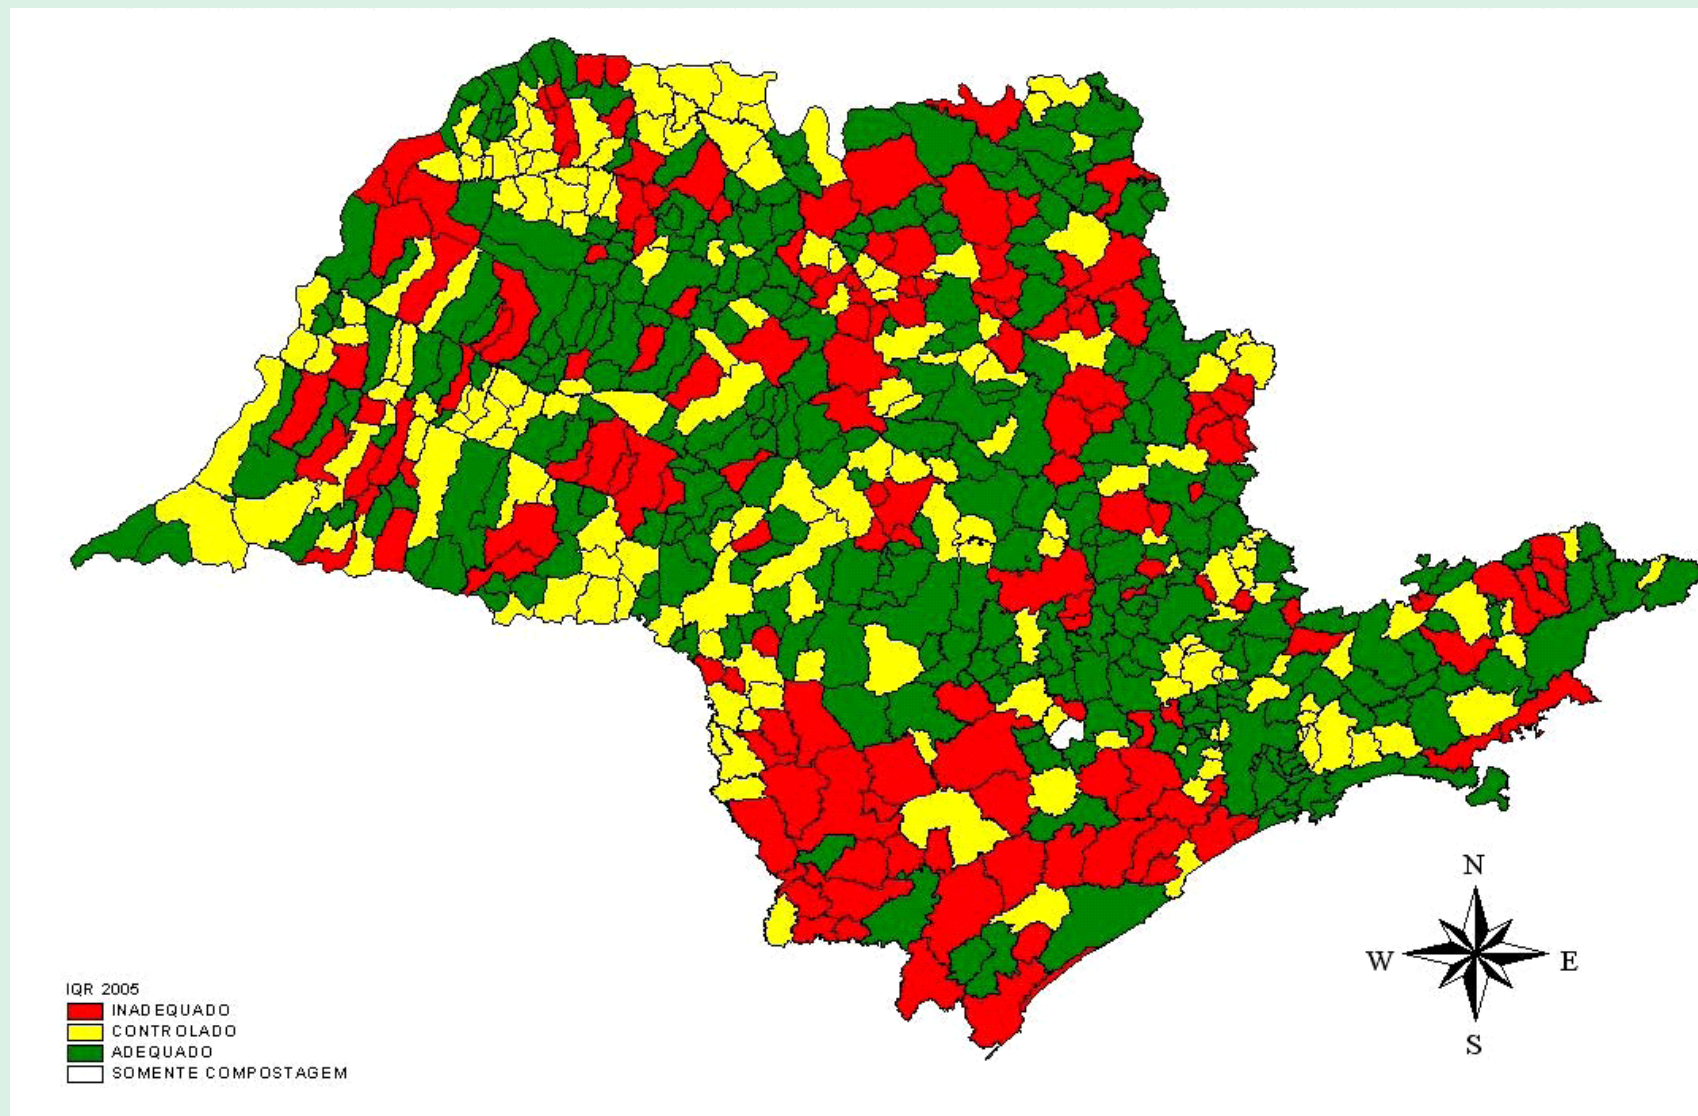 N
W E
S
IQR 2005
INADEQUADO
CONTROLADO
ADEQUADO
SOMENTE COMPOSTAGEM